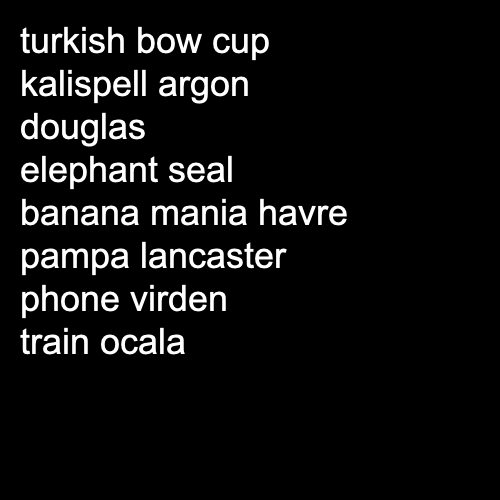 turkish bow cup
kalispell argon
douglas
elephant seal
banana mania havre
pampa lancaster
phone virden
train ocala